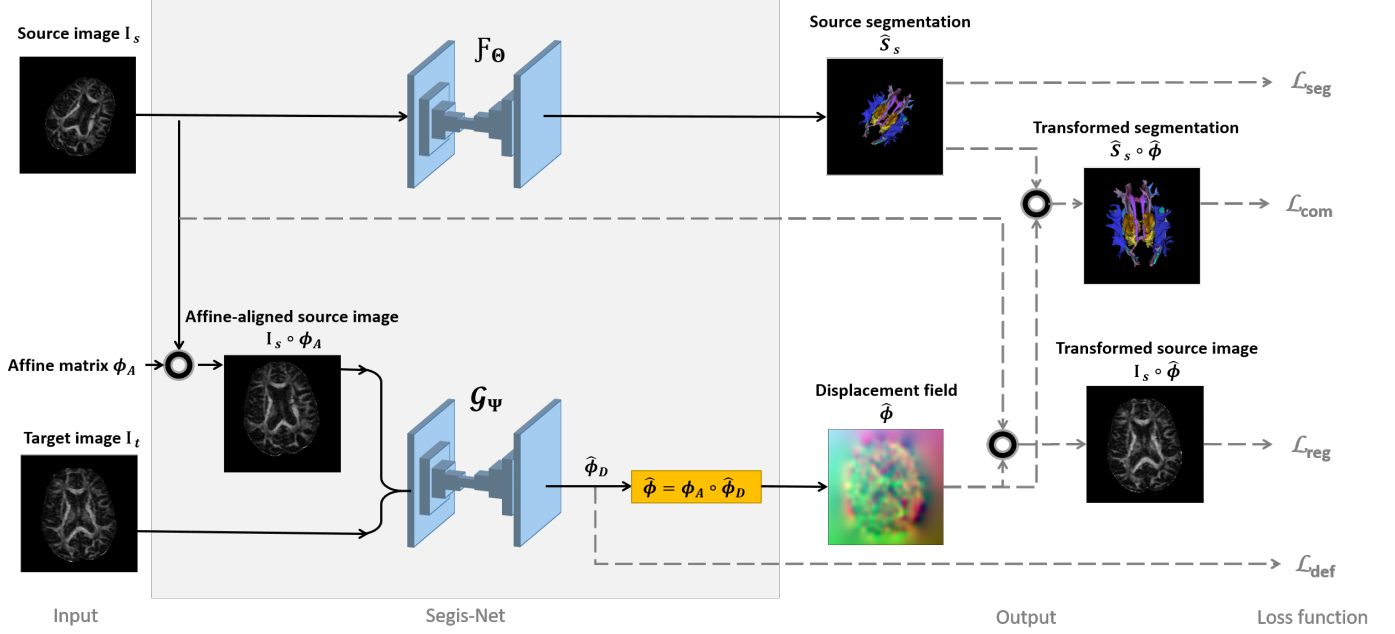 Source image I_s
ℱ_Θ
Source segmentation
Ŝ_s
ℒ_seg
Transformed segmentation
Ŝ_s ∘ ϕ̂
ℒ_com
Affine-aligned source image
I_s ∘ ϕ_A
Affine matrix ϕ_A
Transformed source image
I_s ∘ ϕ̂
Displacement field
ϕ̂
𝒢_Ψ
Target image I_t
ϕ̂_D
ϕ̂ = ϕ_A ∘ ϕ̂_D
ℒ_reg
ℒ_def
Input
Segis-Net
Output
Loss function